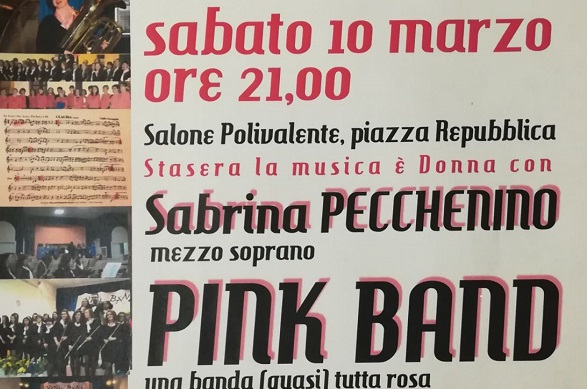 sabato 10 marzo
ore 21,00
Salone Polivalente, piazza Repubblica
Stasera la musica è Donna con
Sabrina PECCHENINO
mezzo soprano
PINK BAND
una banda (quasi) tutta rosa